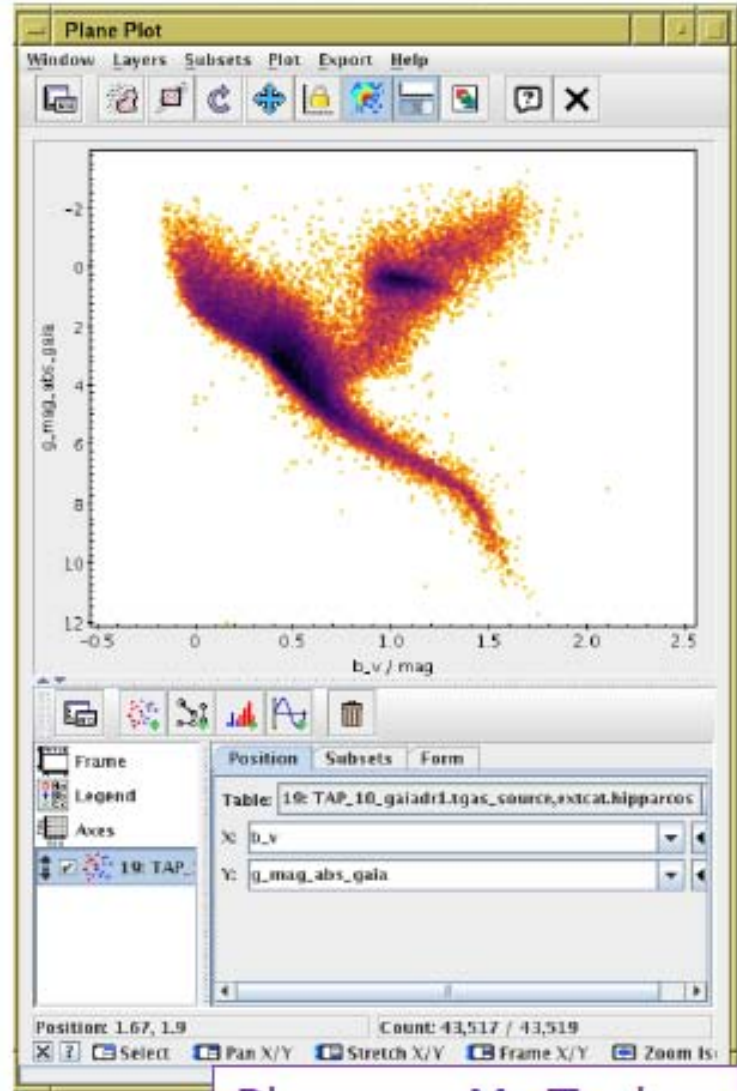 Plane Plot
Window Layers Subsets Plot Export Help
-2
0
2
4
6
8
10
12
g_mag_abs_gaia
-0.5 0 0.5 1.0 1.5 2.0 2.5
b_v / mag
Frame
Legend
Axes
19: TAP_
Position Subsets Form
Table: 19: TAP_10_gaiadr1.tgas_source,extcat.hipparcos
X: b_v
Y: g_mag_abs_gaia
Position: 1.67, 1.9 Count: 43,517 / 43,519
Select Pan X/Y Stretch X/Y Frame X/Y Zoom Is